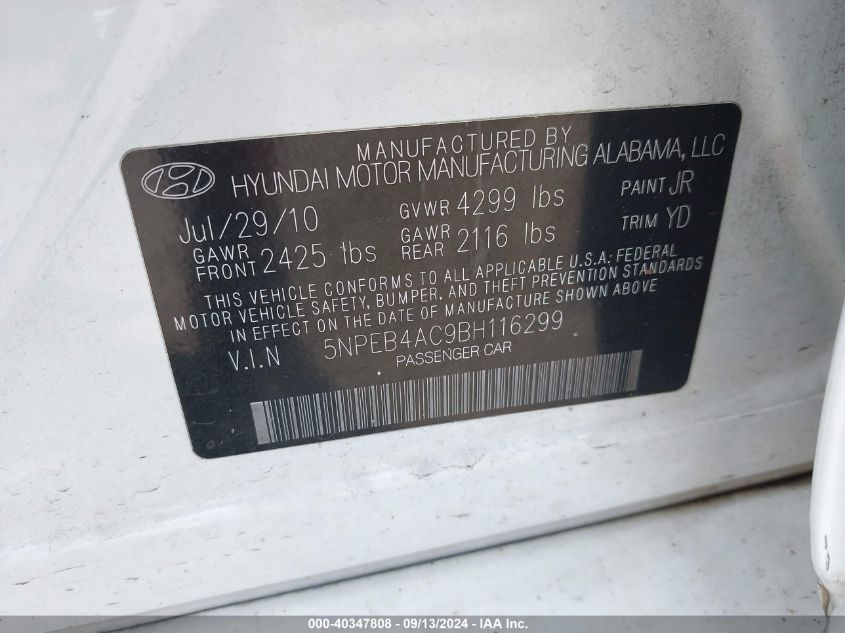 MANUFACTURED BY
HYUNDAI MOTOR MANUFACTURING ALABAMA, LLC
Jul/29/10 GVWR 4299 lbs PAINT JR
GAWR FRONT 2425 lbs GAWR REAR 2116 lbs TRIM YD
THIS VEHICLE CONFORMS TO ALL APPLICABLE U.S.A: FEDERAL
MOTOR VEHICLE SAFETY, BUMPER, AND THEFT PREVENTION STANDARDS
IN EFFECT ON THE DATE OF MANUFACTURE SHOWN ABOVE
V.I.N 5NPEB4AC9BH116299
PASSENGER CAR
000-40347808 - 09/13/2024 - IAA Inc.